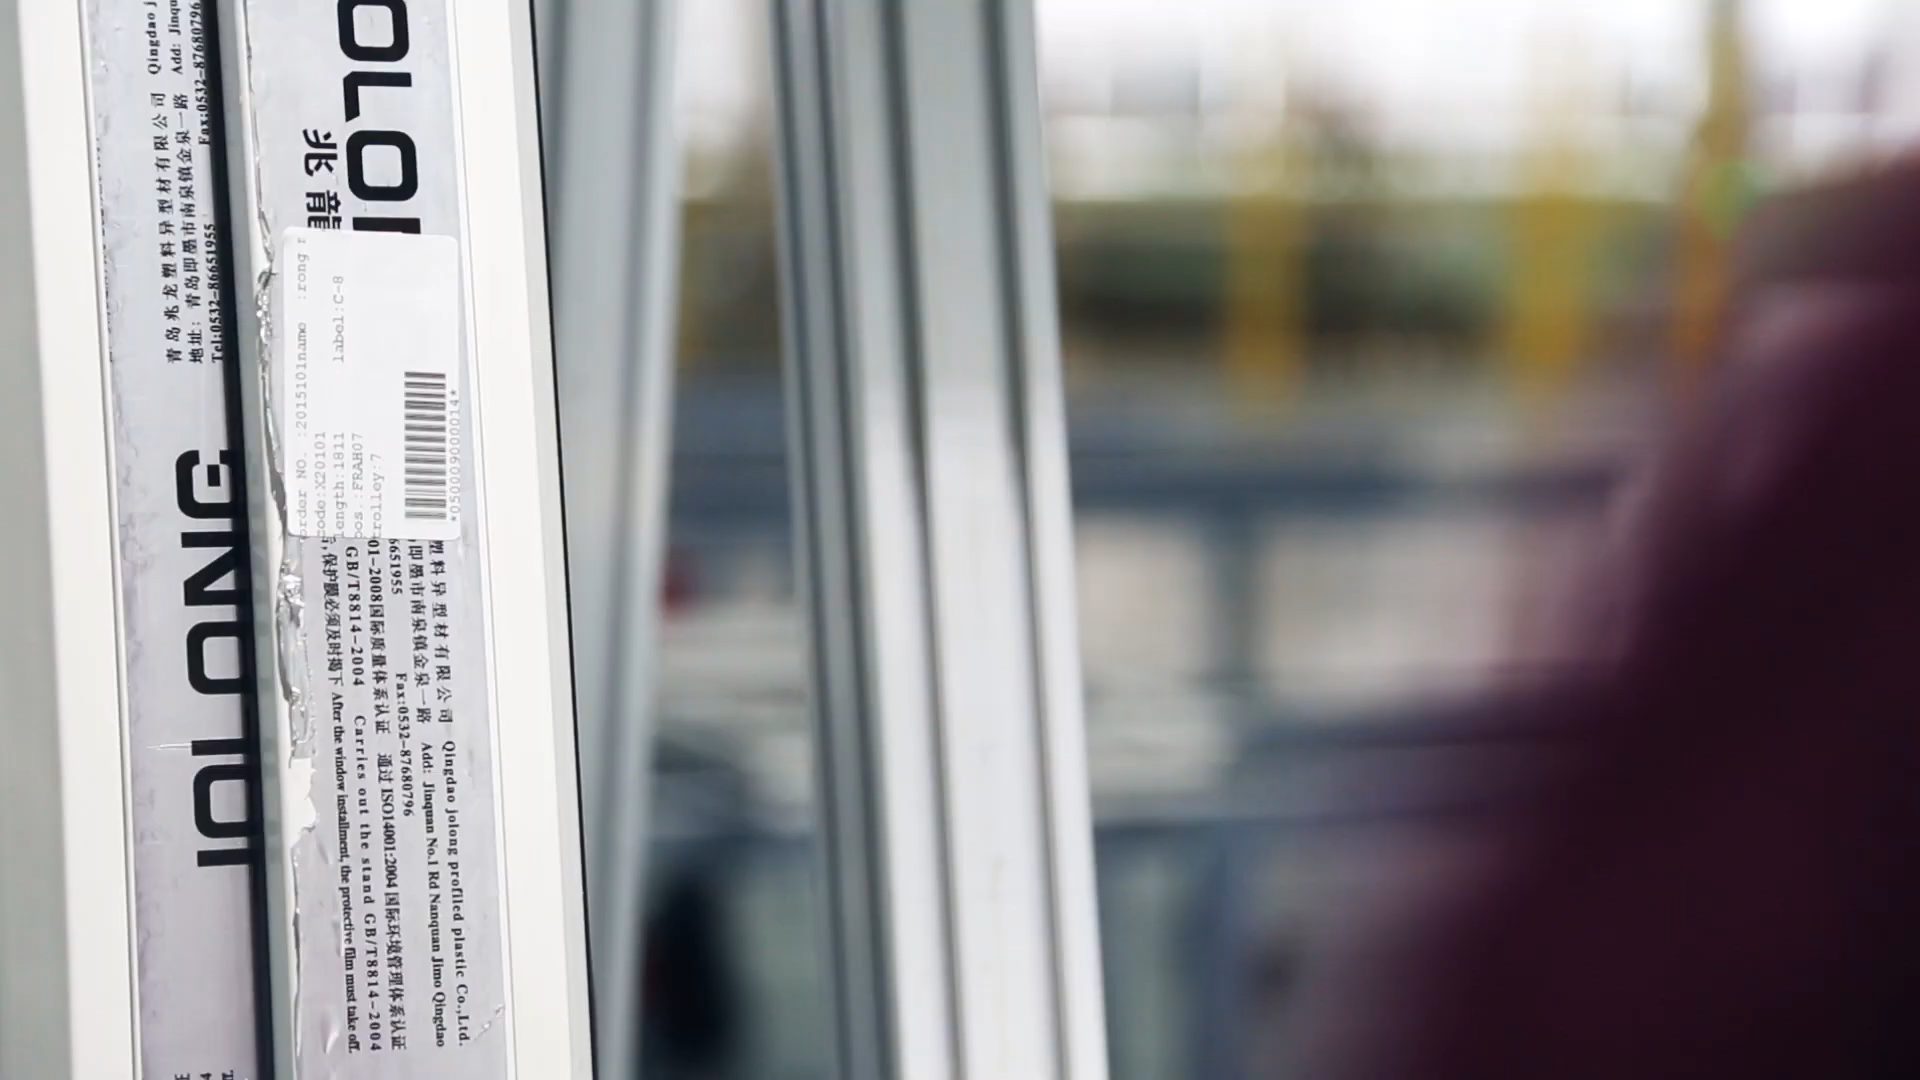 Qingdao j
Add: Jinqu
青岛兆龙塑料异型材有限公司
地址: 青岛即墨市南泉镇金泉一路
Tel:0532-86651955 Fax:0532-87680796
JOLONG
OLO
兆龍
order NO. :2015101name :rong
code:X20101
length:1811 label:C-8
pos :FRAH07
trolley:7
*0500009000014*
塑料异型材有限公司 Qingdao jolong profiled plastic Co.,Ltd.
即墨市南泉镇金泉一路 Add: Jinquan No.1 Rd Nanquan Jimo Qingdao
6651955 Fax:0532-87680796
01-2008国际质量体系认证 通过ISO14001:2004国际环境管理体系认证
GB/T8814-2004 Carries out the stand GB/T8814-2004
,保护膜必须及时揭下 After the window installment, the protective film must take off.